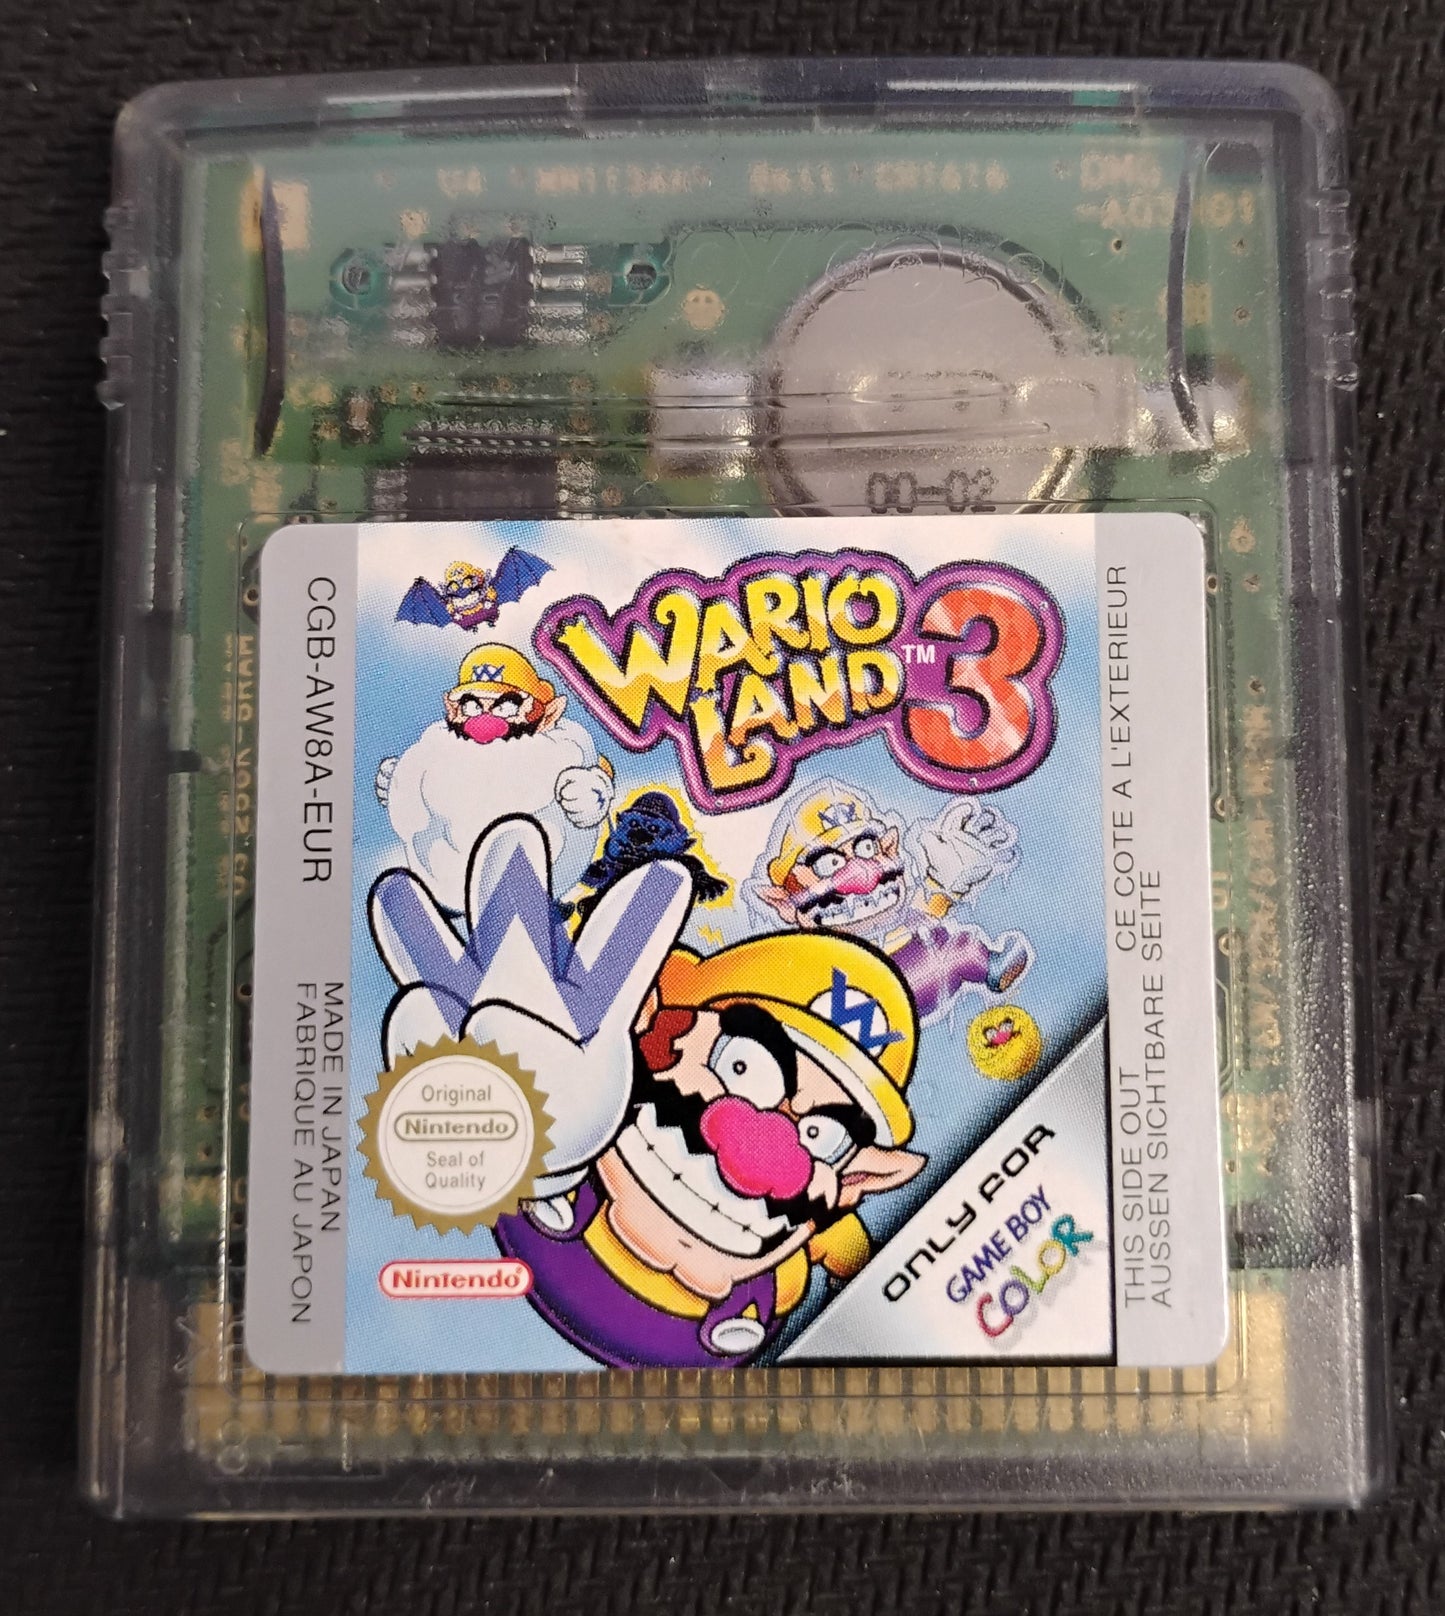 DMG
00-02
CGB-AW8A-EUR
MADE IN JAPAN
FABRIQUE AU JAPON
WARIO
LAND™ 3
W
W
W
Original
Nintendo
Seal of
Quality
Nintendo®
ONLY FOR
GAME BOY
COLOR
THIS SIDE OUT CE COTE A L'EXTERIEUR
AUSSEN SICHTBARE SEITE